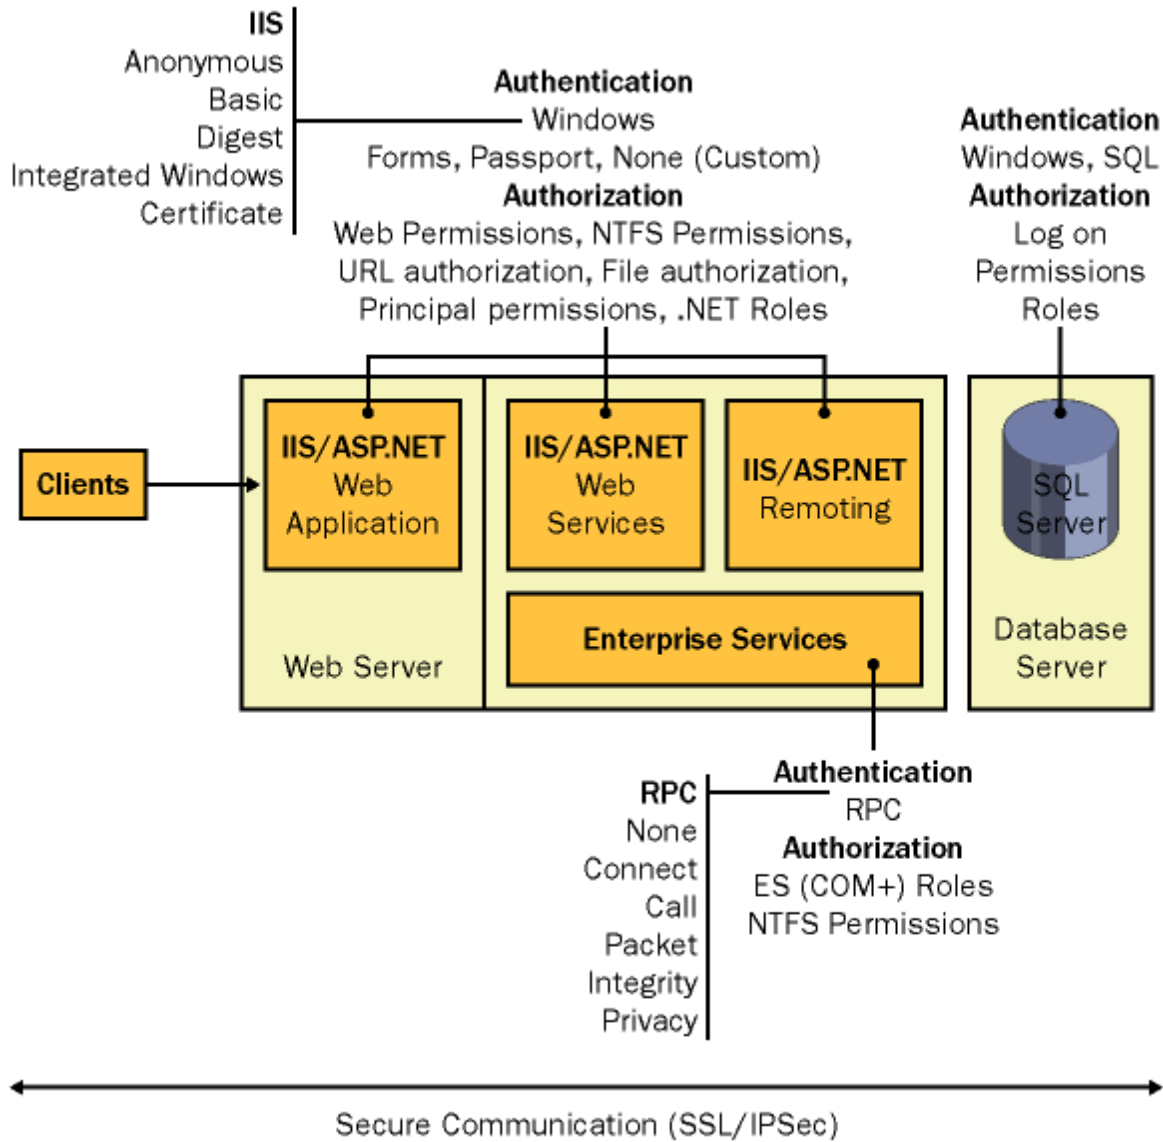 IIS
Anonymous
Basic
Digest
Integrated Windows
Certificate
Authentication
Windows
Forms, Passport, None (Custom)
Authorization
Web Permissions, NTFS Permissions,
URL authorization, File authorization,
Principal permissions, .NET Roles
Authentication
Windows, SQL
Authorization
Log on
Permissions
Roles
Clients
IIS/ASP.NET
Web
Application
Web Server
IIS/ASP.NET
Web
Services
IIS/ASP.NET
Remoting
Enterprise Services
SQL
Server
Database
Server
RPC
None
Connect
Call
Packet
Integrity
Privacy
Authentication
RPC
Authorization
ES (COM+) Roles
NTFS Permissions
Secure Communication (SSL/IPSec)